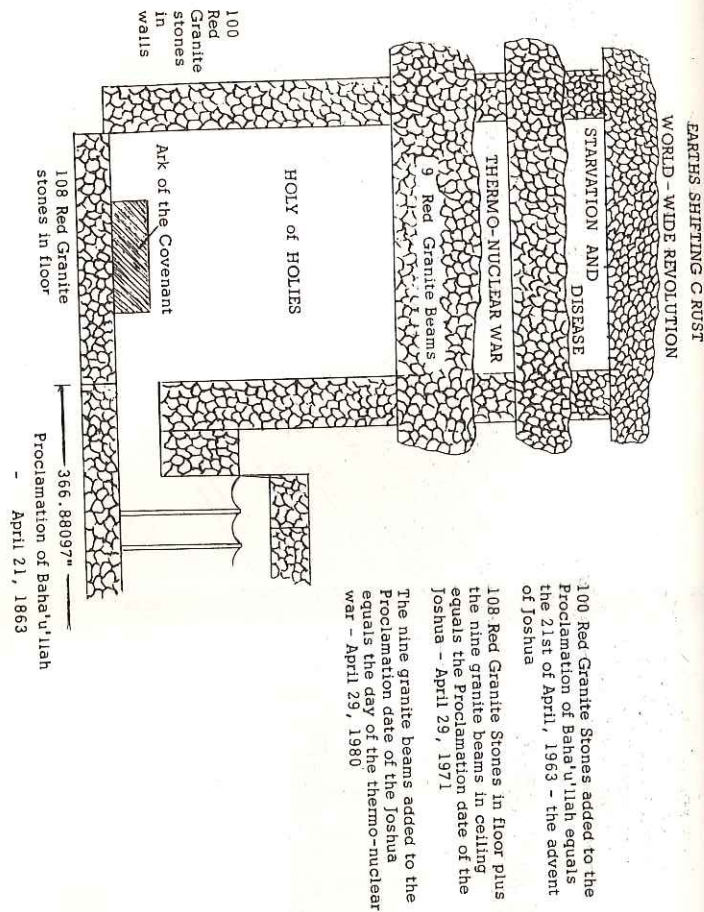 EARTHS SHIFTING CRUST
WORLD-WIDE REVOLUTION
STARVATION AND
DISEASE
THERMO-NUCLEAR WAR
9 Red Granite Beams
HOLY of HOLIES
Ark of the Covenant
100
Red
Granite
stones
in
walls
108 Red Granite
stones in floor
366.88097"
Proclamation of Baha'u'llah
- April 21, 1863
100 Red Granite Stones added to the
Proclamation of Baha'u'llah equals
the 21st of April, 1963 - the advent
of Joshua
108 Red Granite Stones in floor plus
the nine granite beams in ceiling
equals the Proclamation date of the
Joshua - April 29, 1971
The nine granite beams added to the
Proclamation date of the Joshua
equals the day of the thermo-nuclear
war - April 29, 1980